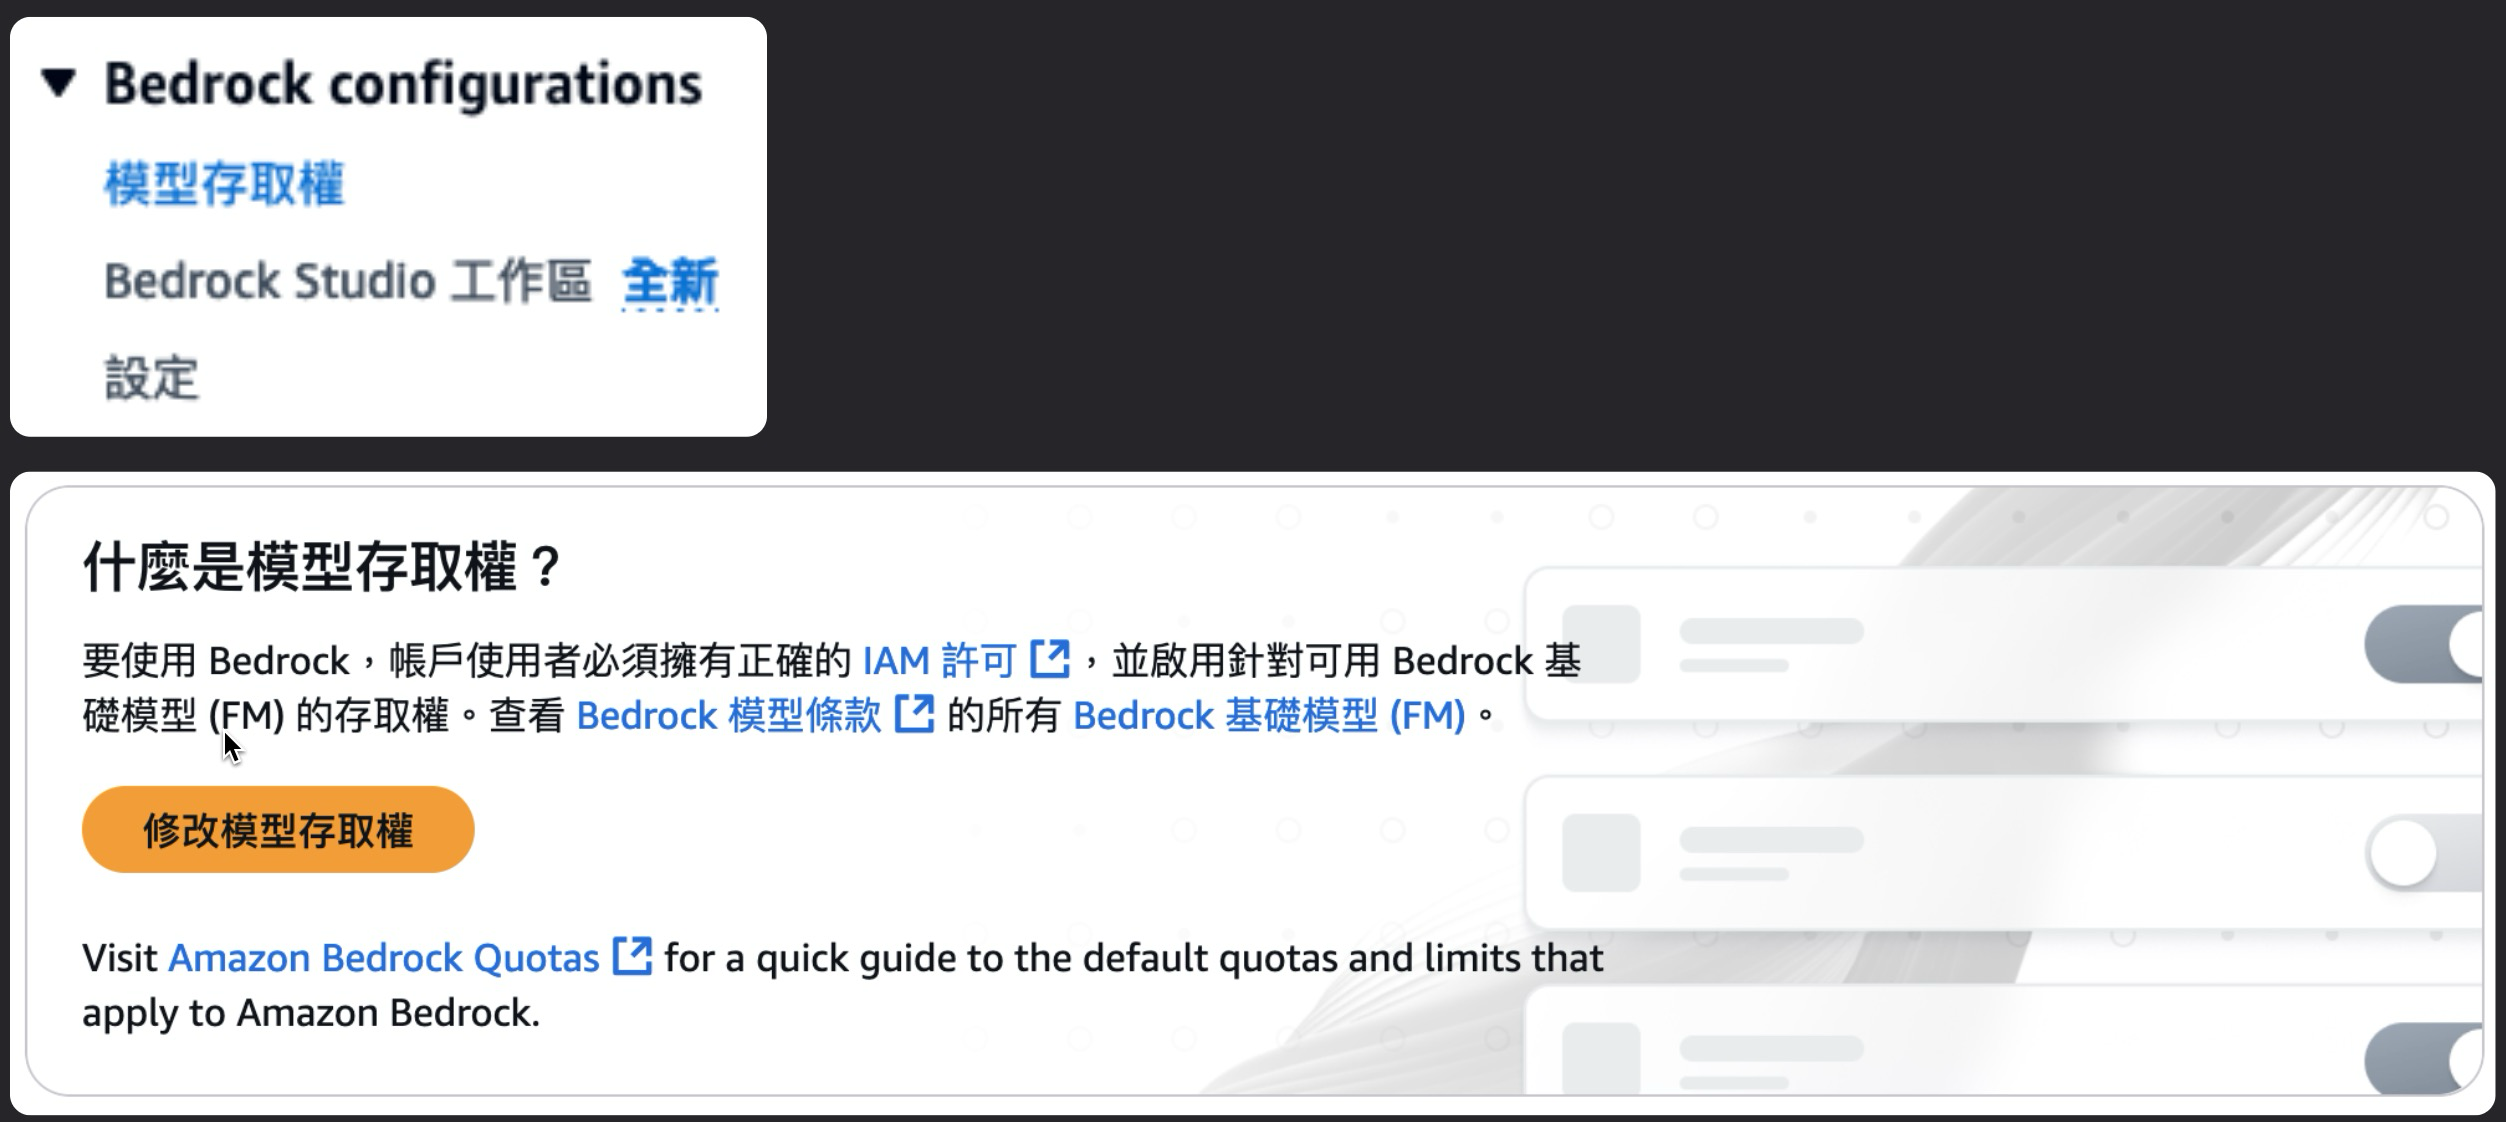 Bedrock configurations
模型存取權
Bedrock Studio 工作區 全新
設定
什麼是模型存取權？
要使用 Bedrock，帳戶使用者必須擁有正確的 IAM 許可，並啟用針對可用 Bedrock 基
礎模型 (FM) 的存取權。查看 Bedrock 模型條款 的所有 Bedrock 基礎模型 (FM)。
修改模型存取權
Visit Amazon Bedrock Quotas for a quick guide to the default quotas and limits that
apply to Amazon Bedrock.